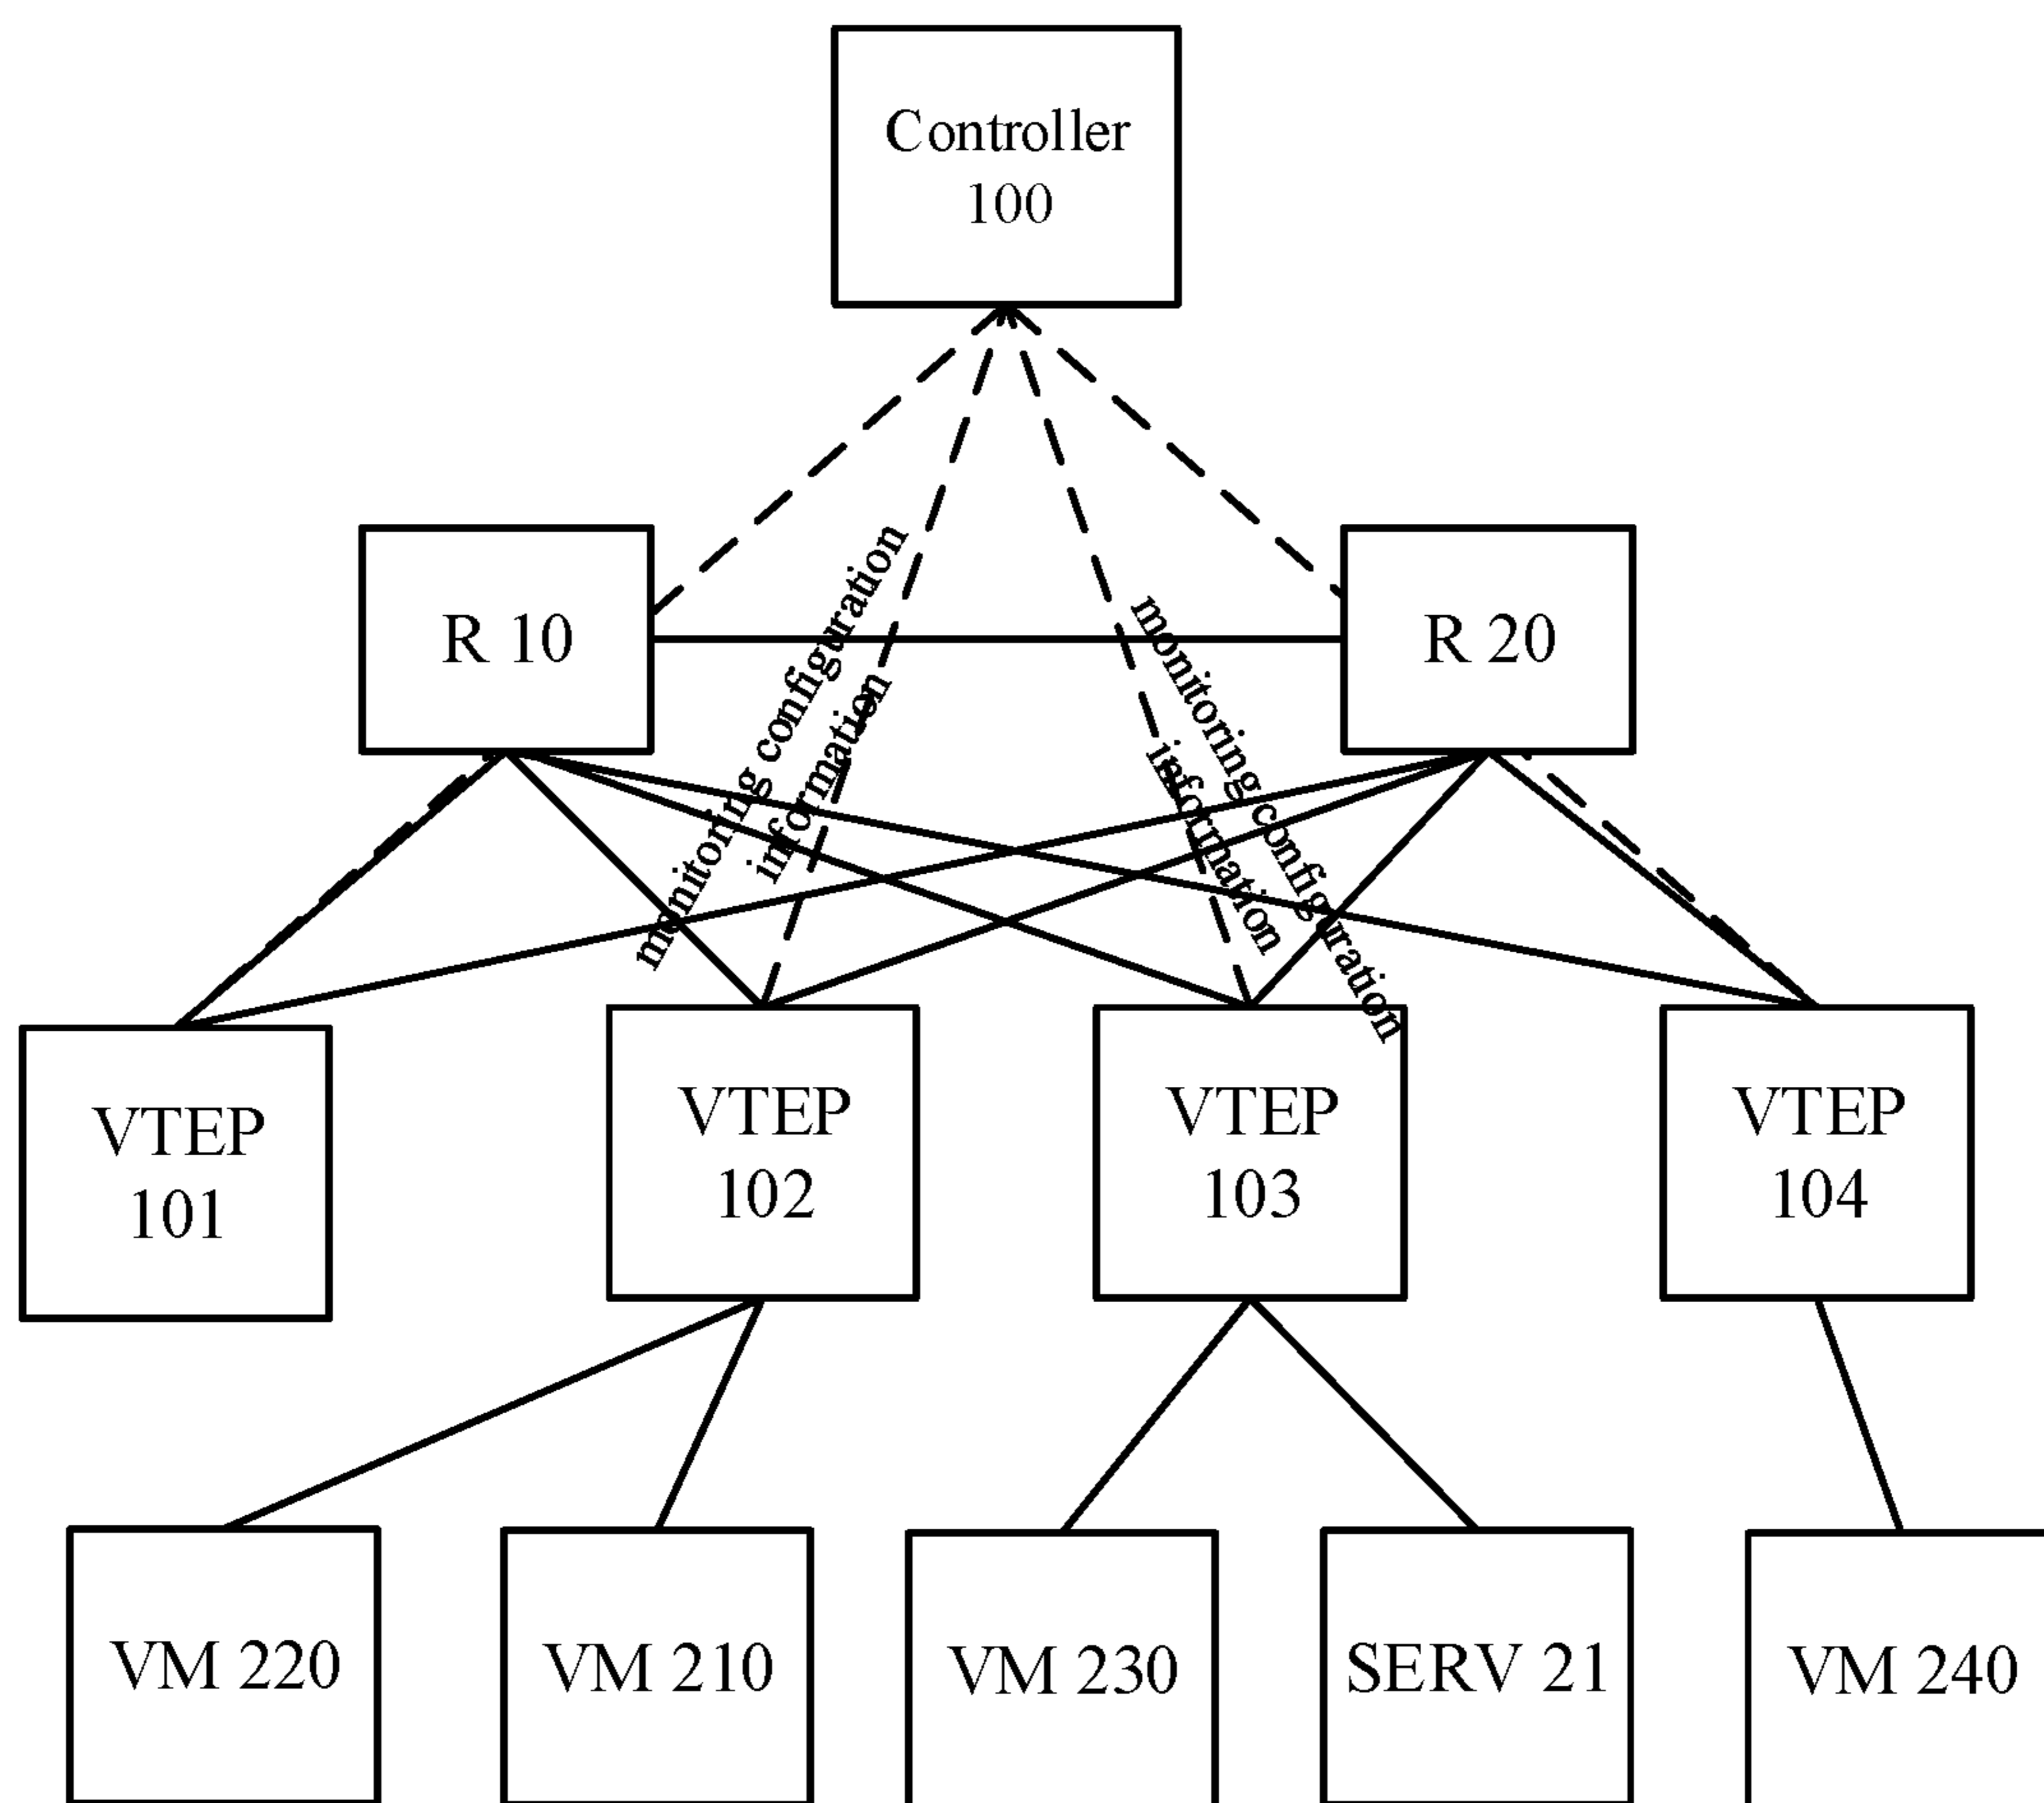 Controller
100
R 10
R 20
monitoring configuration
information
monitoring configuration
information
VTEP
101
VTEP
102
VTEP
103
VTEP
104
VM 220
VM 210
VM 230
SERV 21
VM 240